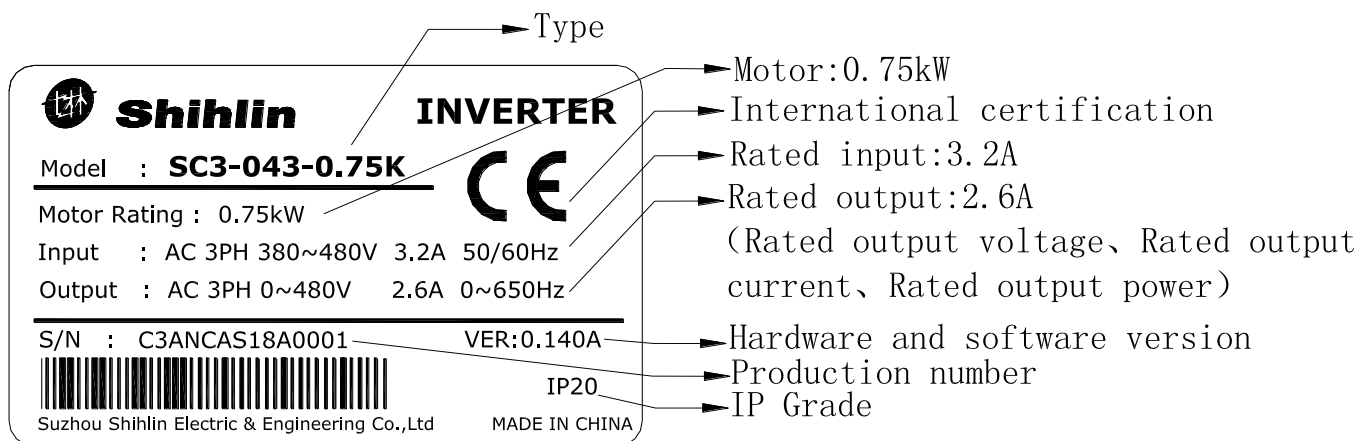 Type
士林 Shihlin INVERTER
Model : SC3-043-0.75K
CE
Motor Rating : 0.75kW
Input : AC 3PH 380~480V 3.2A 50/60Hz
Output : AC 3PH 0~480V 2.6A 0~650Hz
S/N : C3ANCAS18A0001 VER:0.140A
IP20
Suzhou Shihlin Electric & Engineering Co.,Ltd MADE IN CHINA
Motor:0.75kW
International certification
Rated input:3.2A
Rated output:2.6A
(Rated output voltage、Rated output
current、Rated output power)
Hardware and software version
Production number
IP Grade